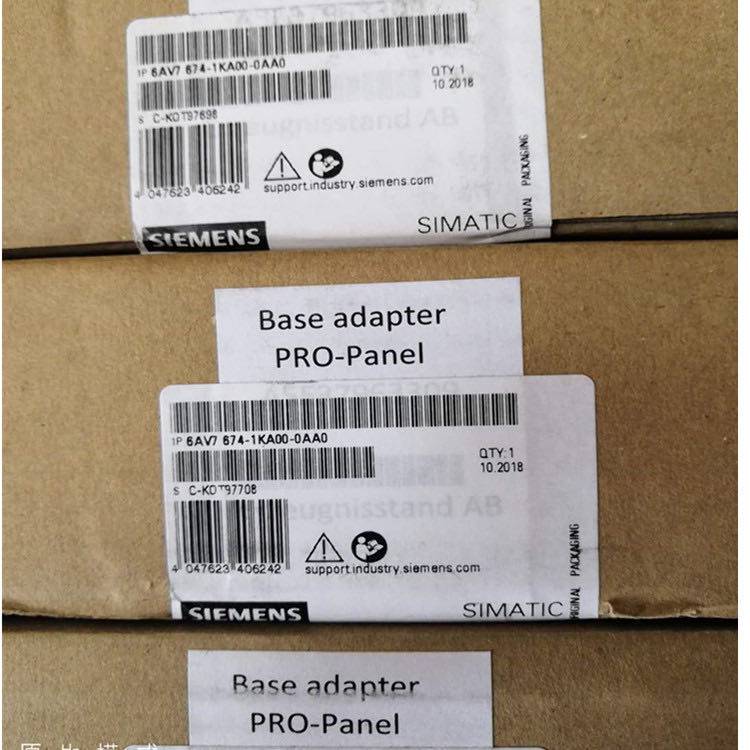 1P 6AV7 674-1KA00-0AA0
QTY:1
10.2018
S C-KOT97698
4 047623 406242
support.industry.siemens.com
SIEMENS
SIMATIC
ORIGINAL PACKAGING
Base adapter
PRO-Panel
1P 6AV7 674-1KA00-0AA0
QTY:1
10.2018
S C-KOT97708
eugnisstand AB
4 047623 406242
support.industry.siemens.com
SIEMENS
SIMATIC
ORIGINAL PACKAGING
Base adapter
PRO-Panel